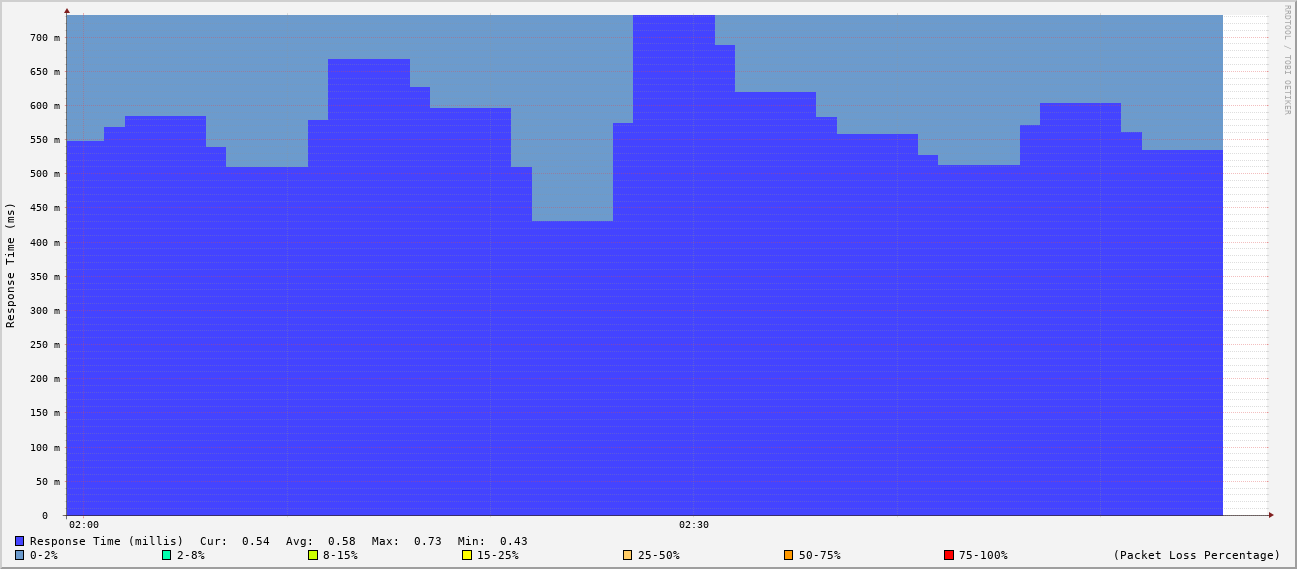 RRDTOOL / TOBI OETIKER
Response Time (ms)
700 m
650 m
600 m
550 m
500 m
450 m
400 m
350 m
300 m
250 m
200 m
150 m
100 m
50 m
0
02:00 02:30
Response Time (millis) Cur: 0.54 Avg: 0.58 Max: 0.73 Min: 0.43
0-2% 2-8% 8-15% 15-25% 25-50% 50-75% 75-100% (Packet Loss Percentage)